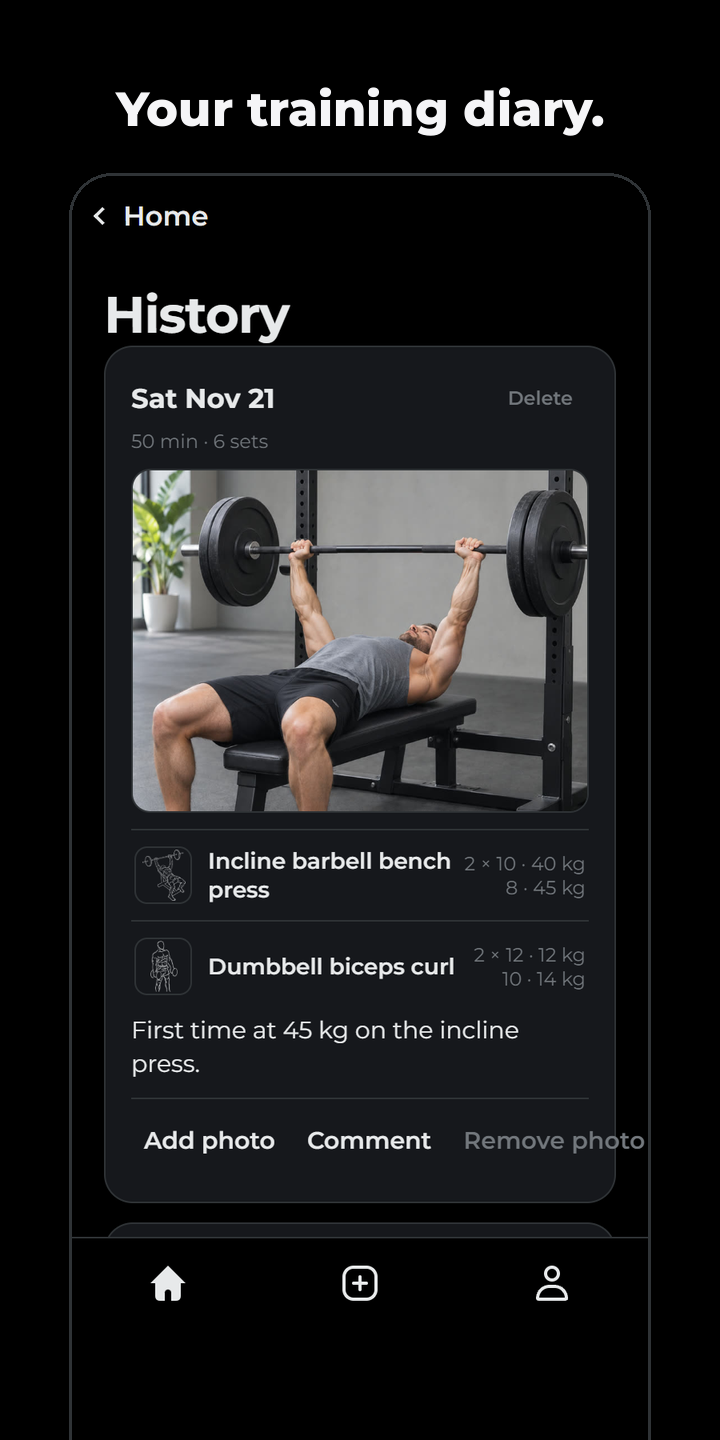 Your training diary.
Home
History
Sat Nov 21
Delete
50 min · 6 sets
Incline barbell bench
press
2 × 10 · 40 kg
8 · 45 kg
Dumbbell biceps curl
2 × 12 · 12 kg
10 · 14 kg
First time at 45 kg on the incline
press.
Add photo
Comment
Remove photo